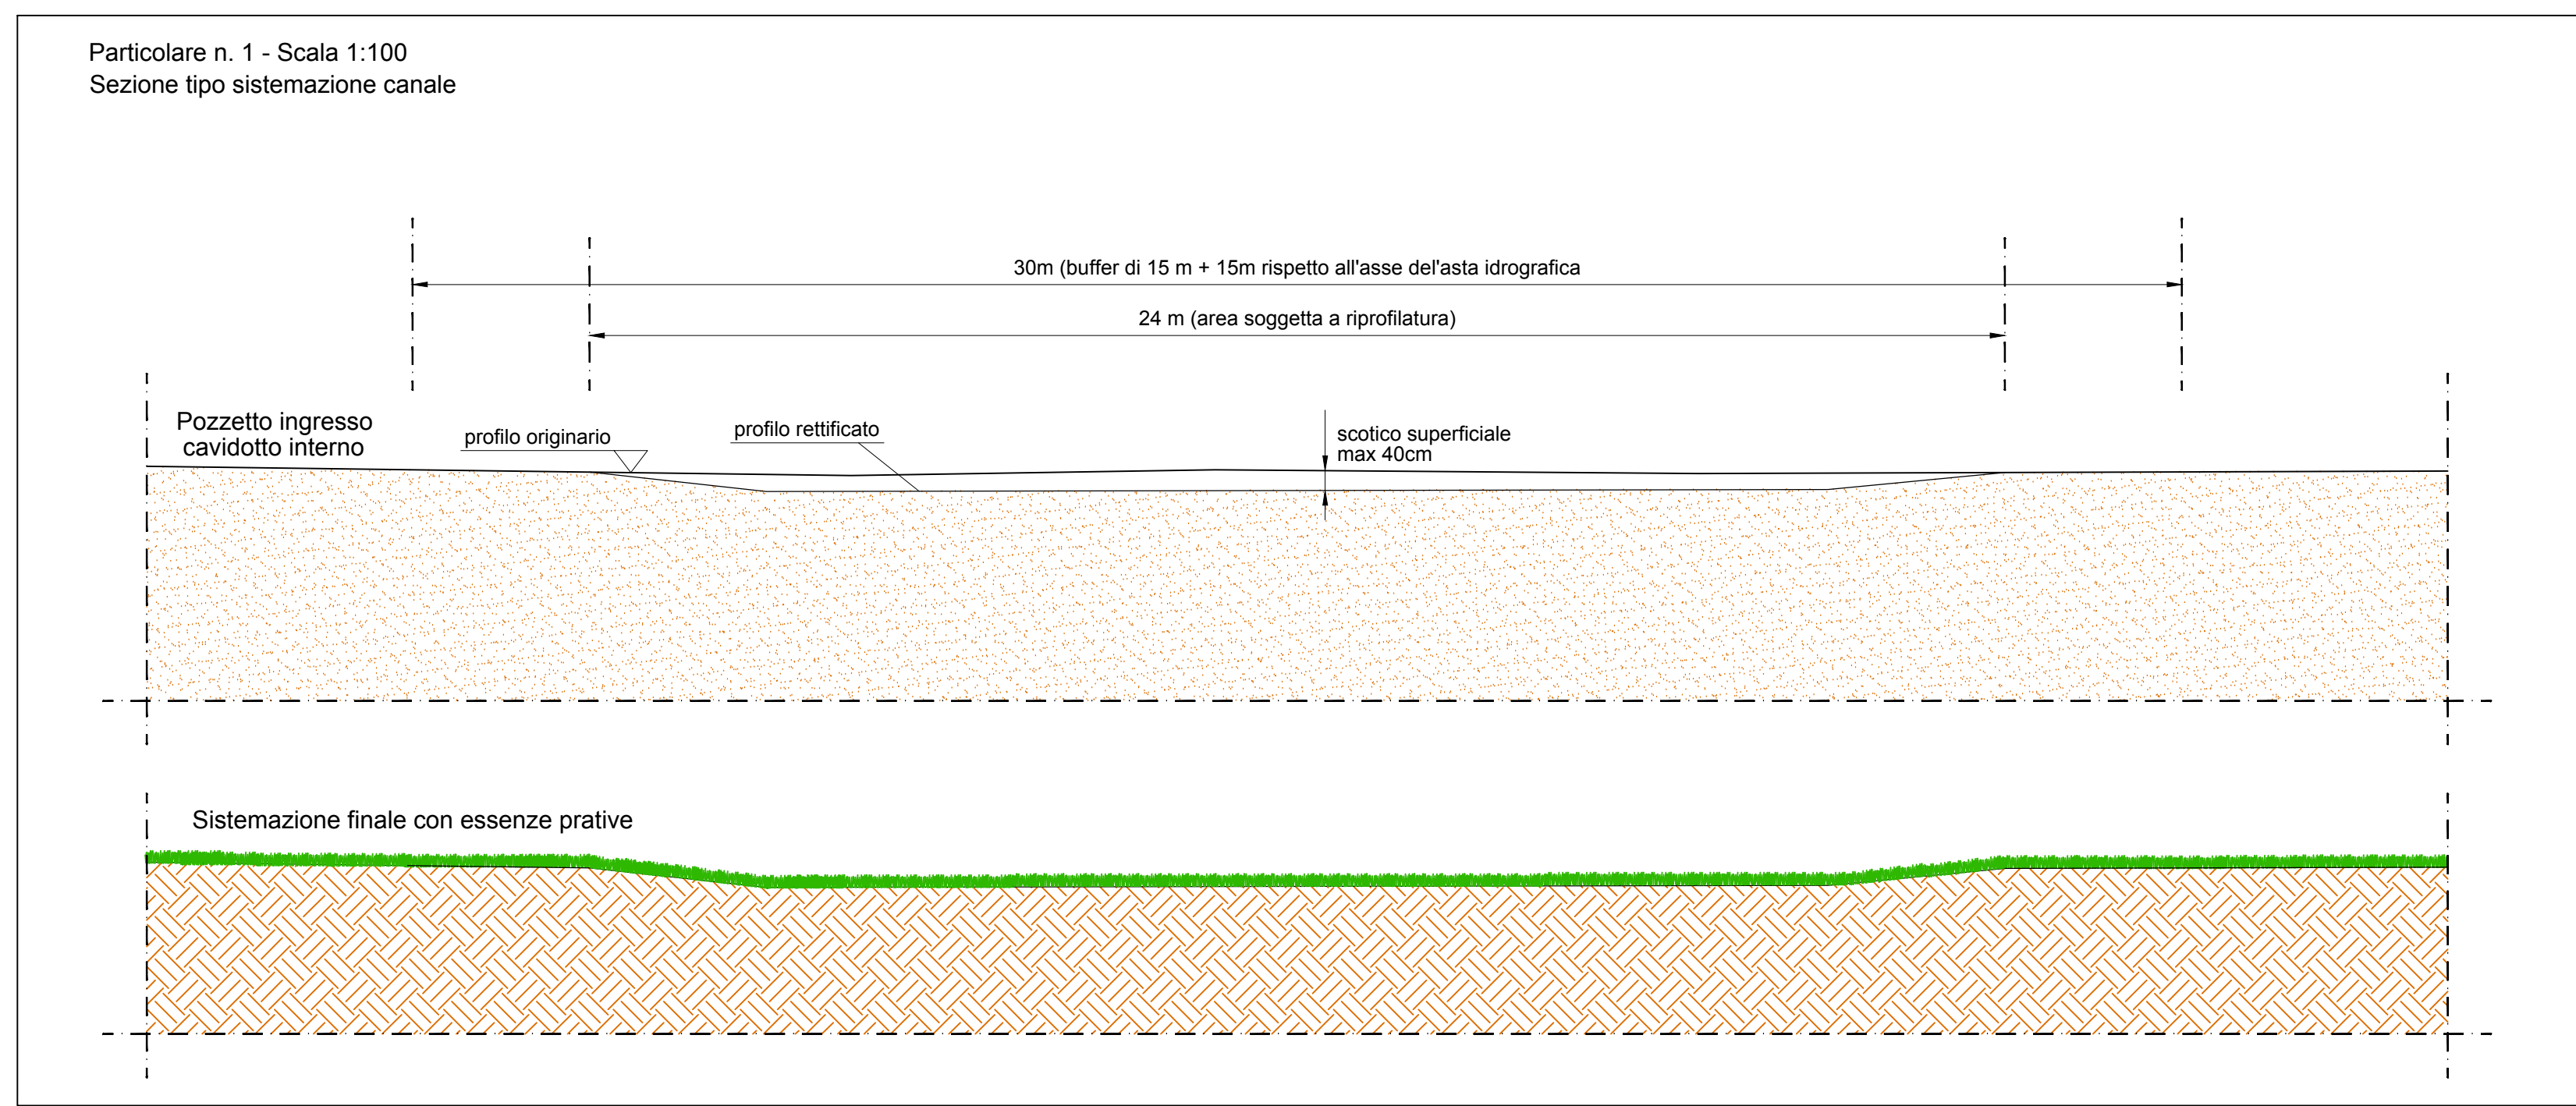 Particolare n. 1 - Scala 1:100
Sezione tipo sistemazione canale
30m (buffer di 15 m + 15m rispetto all'asse del'asta idrografica
24 m (area soggetta a riprofilatura)
Pozzetto ingresso
cavidotto interno
profilo originario
profilo rettificato
scotico superficiale
max 40cm
Sistemazione finale con essenze prative